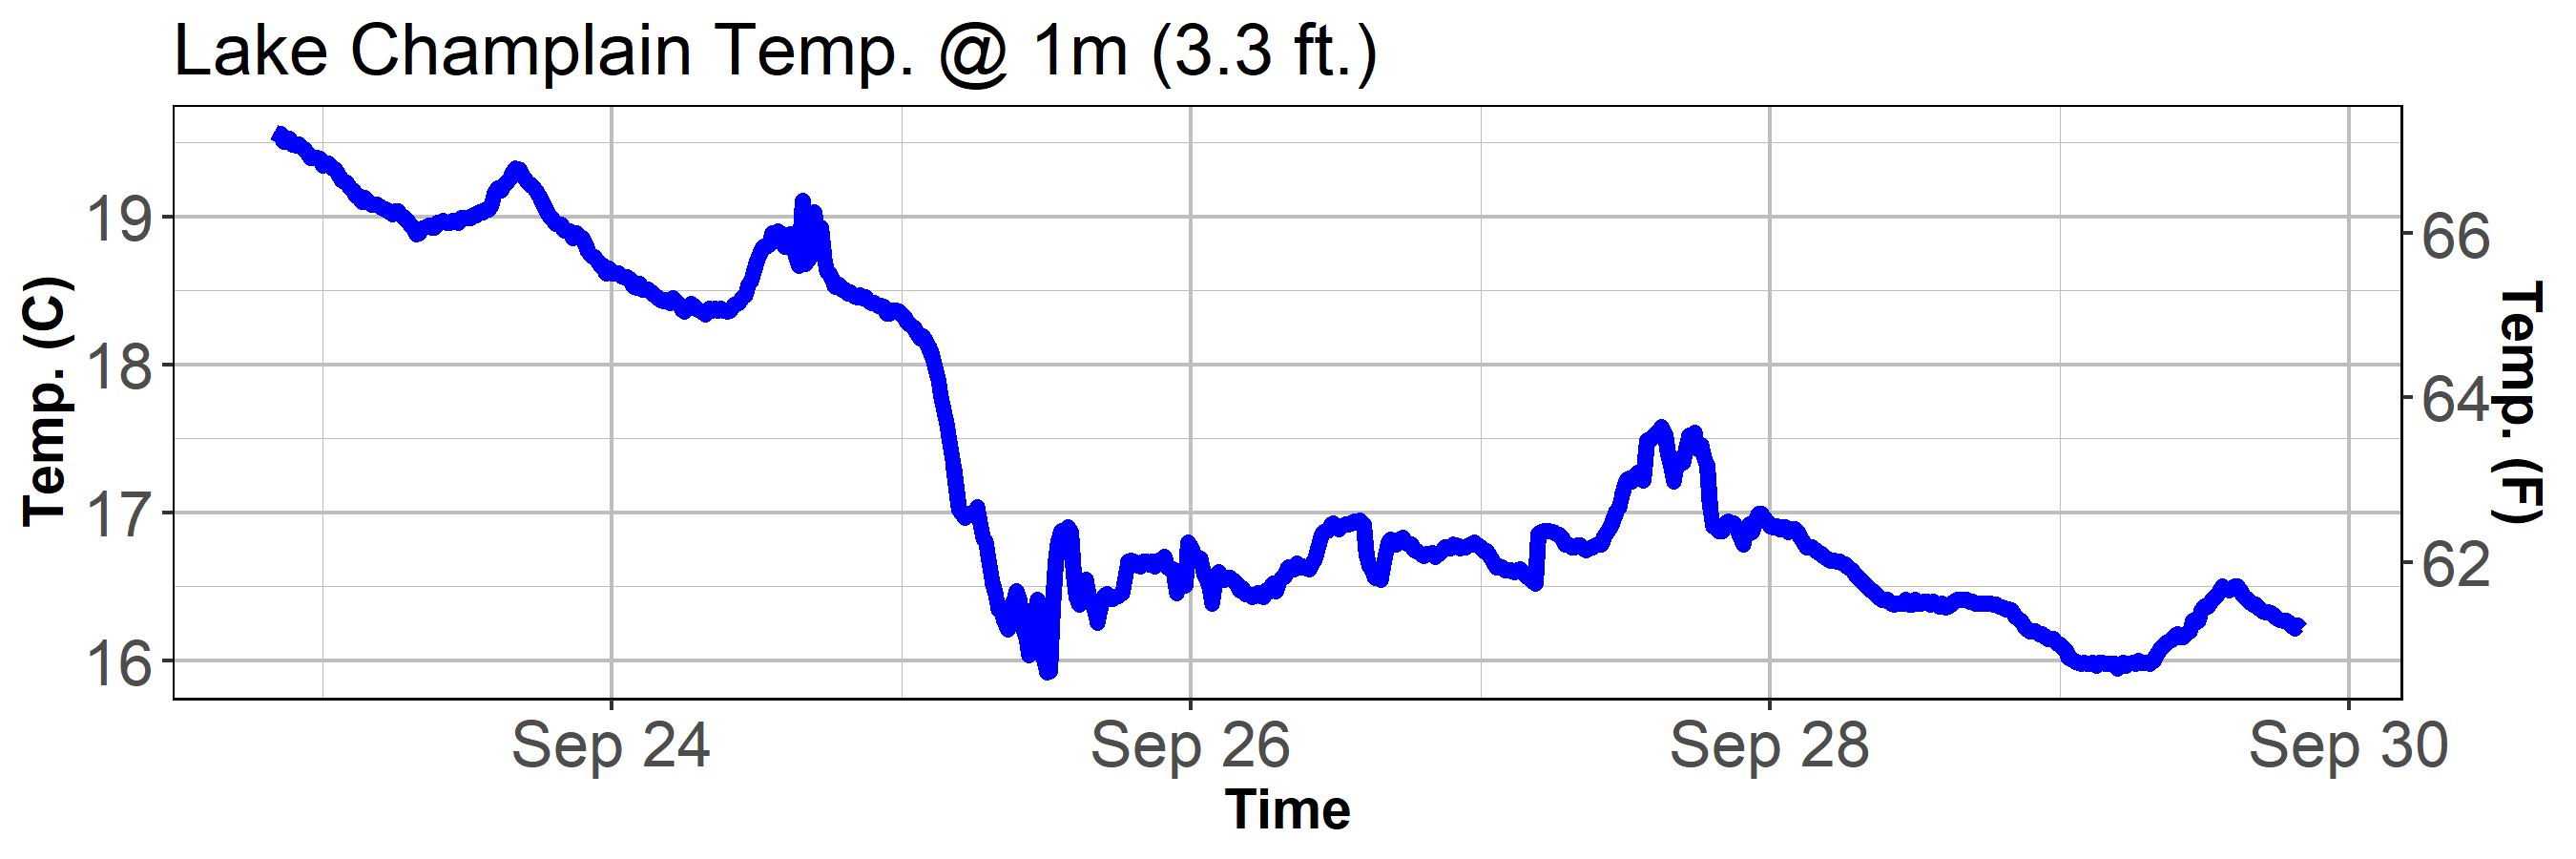 Lake Champlain Temp. @ 1m (3.3 ft.)
Temp. (C)
19
18
17
16
66
64
62
Temp. (F)
Sep 24 Sep 26 Sep 28 Sep 30
Time